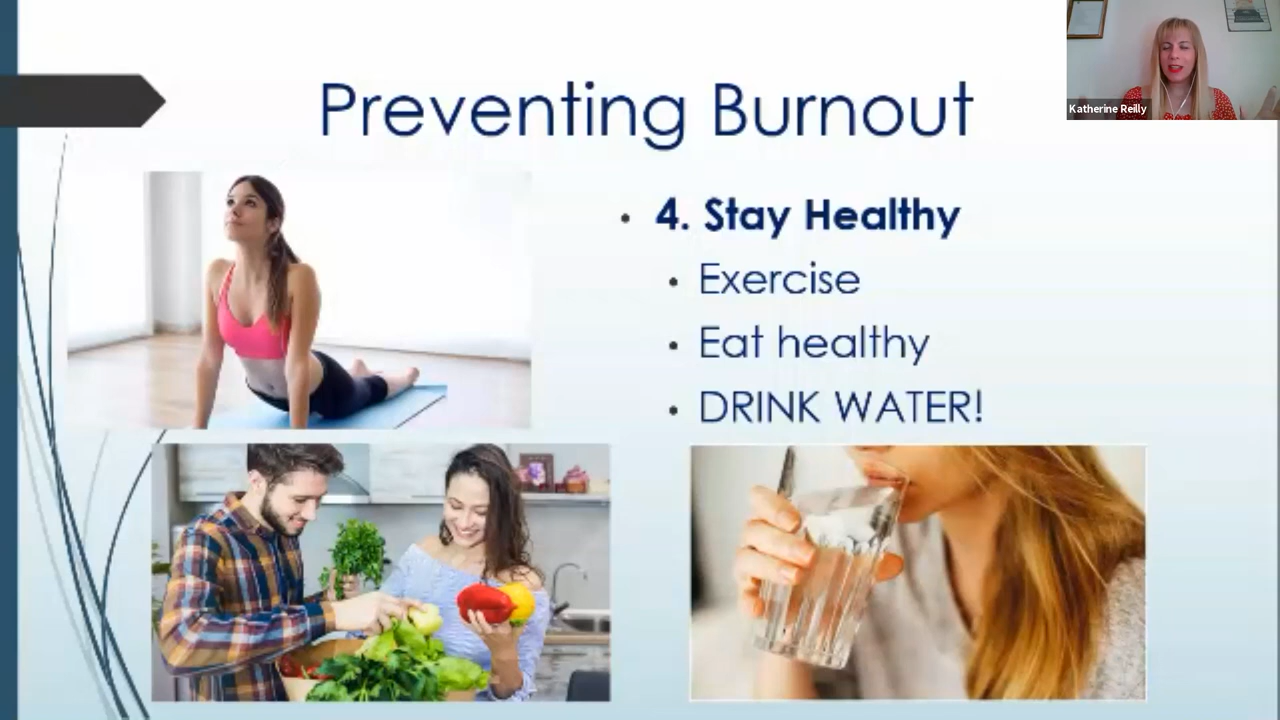 Preventing Burnout
Katherine Reilly
4. Stay Healthy
Exercise
Eat healthy
DRINK WATER!